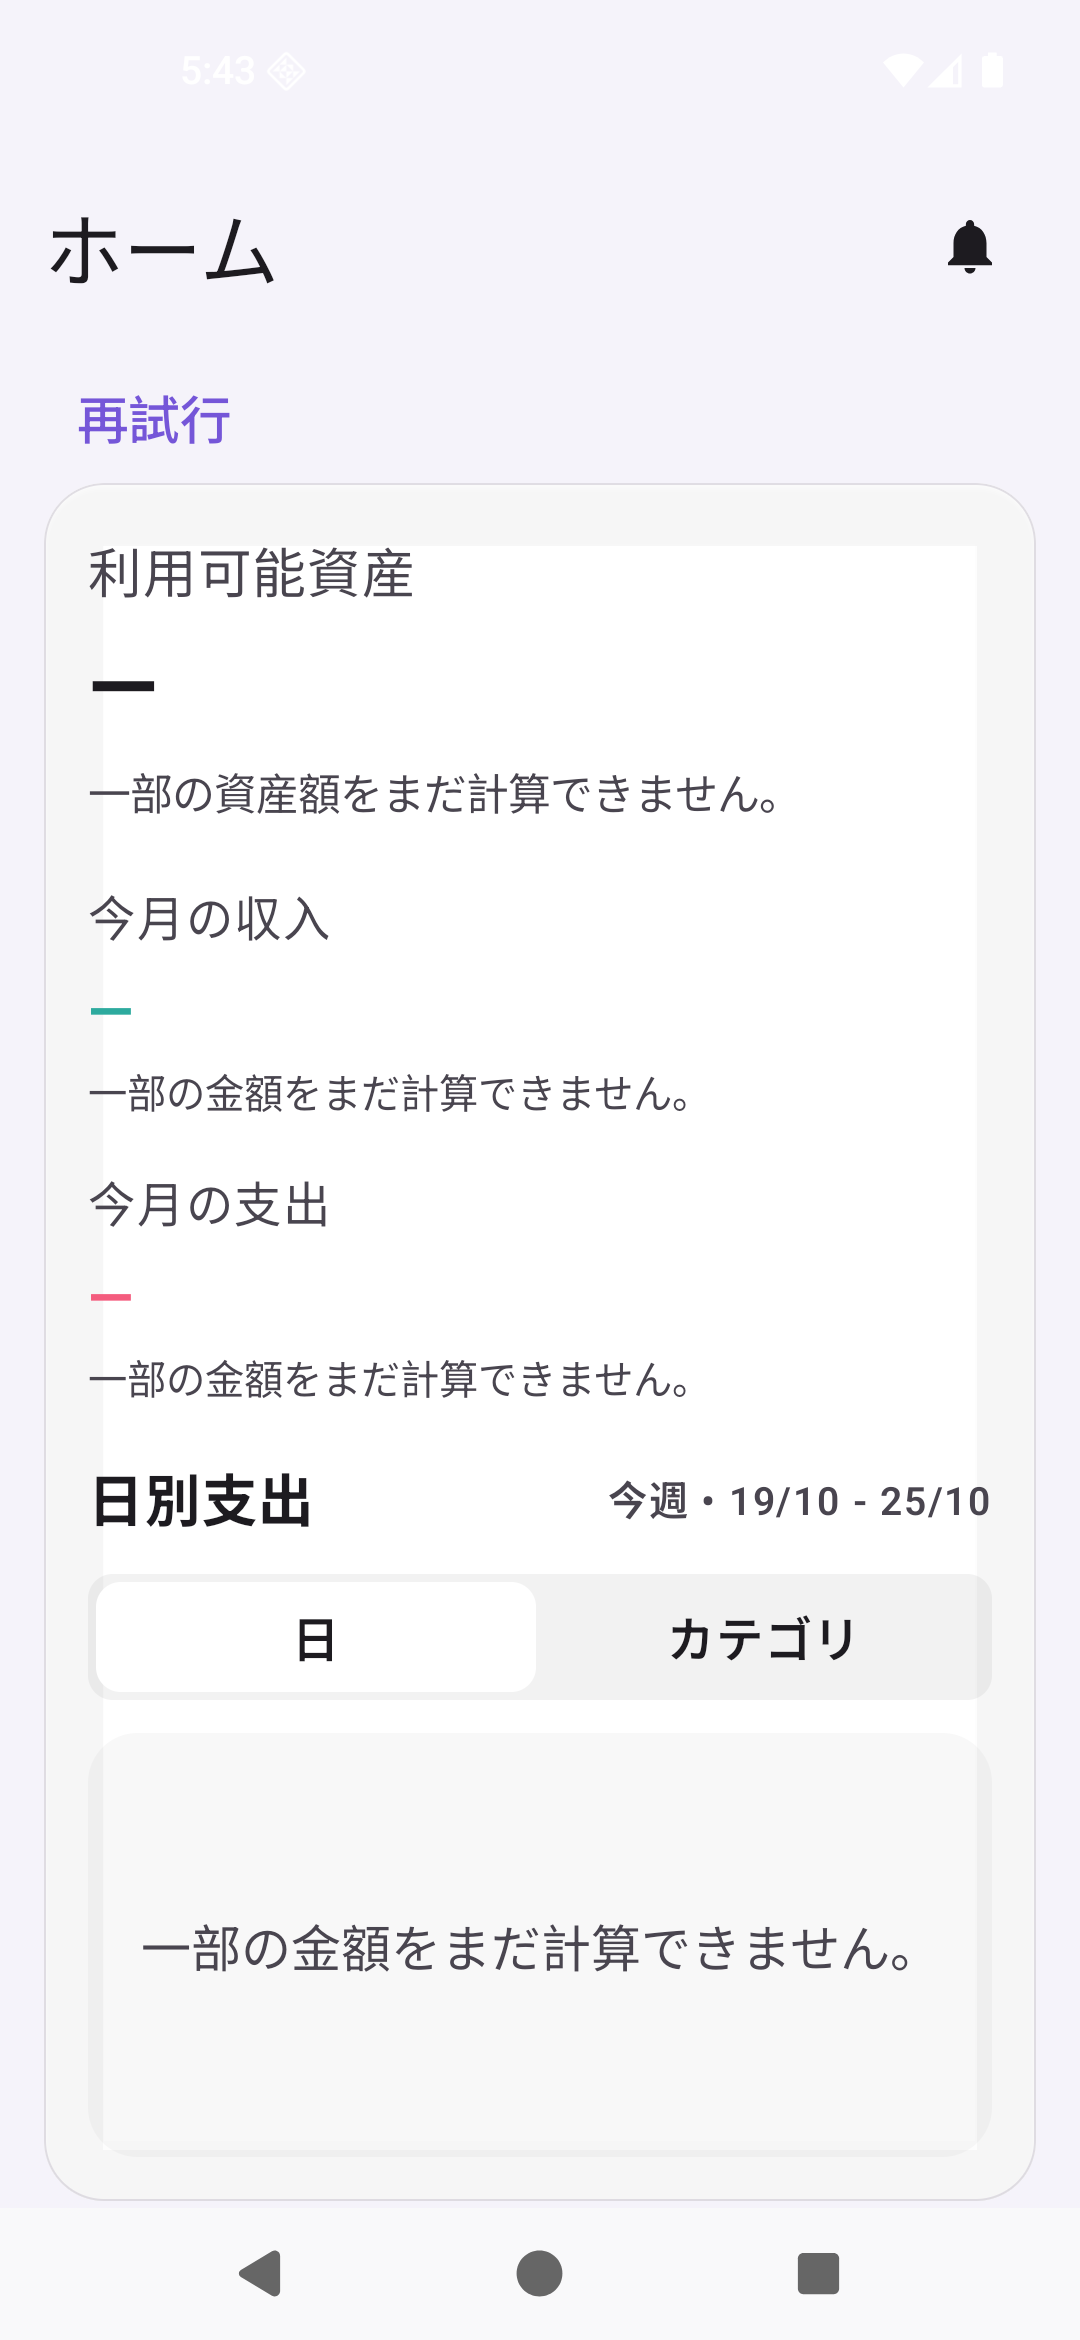 5:43
ホーム
再試行
利用可能資産
—
一部の資産額をまだ計算できません。
今月の収入
—
一部の金額をまだ計算できません。
今月の支出
—
一部の金額をまだ計算できません。
日別支出
今週・19/10 - 25/10
日
カテゴリ
一部の金額をまだ計算できません。